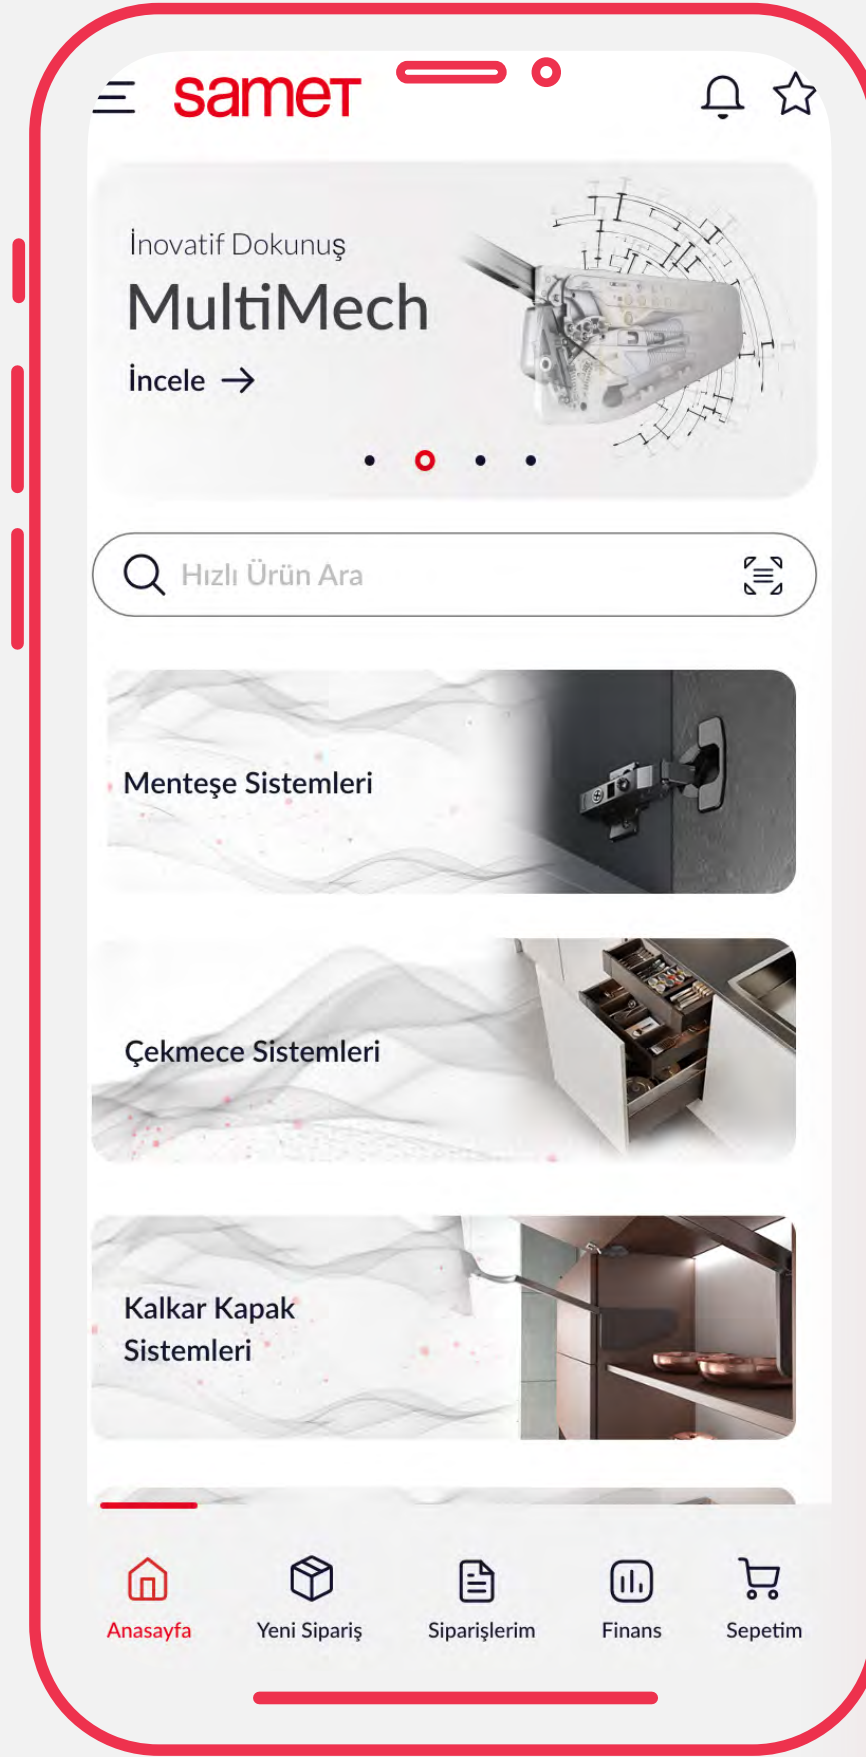 samet
İnovatif Dokunuş
MultiMech
İncele
Hızlı Ürün Ara
Menteşe Sistemleri
Çekmece Sistemleri
Kalkar Kapak
Sistemleri
Anasayfa
Yeni Sipariş
Siparişlerim
Finans
Sepetim